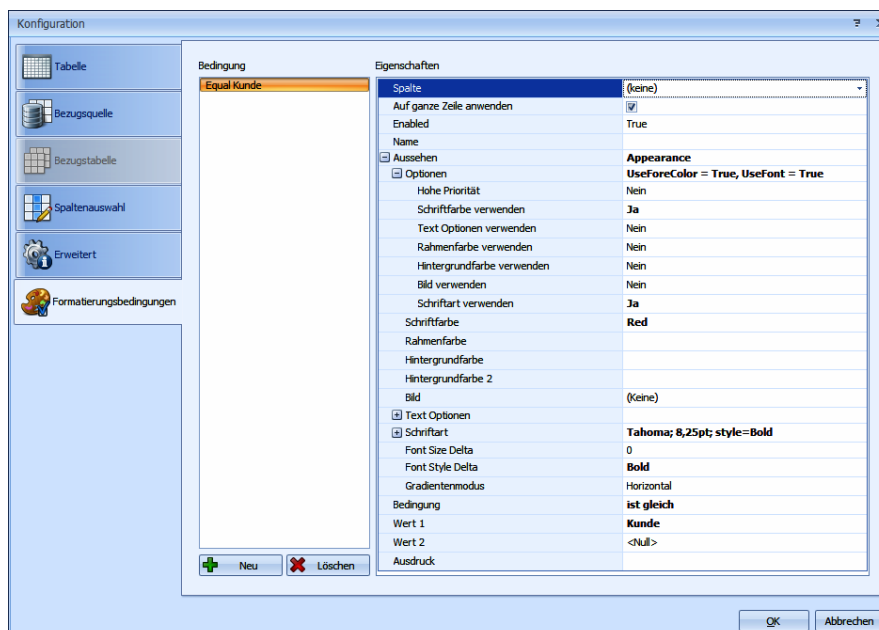 Konfiguration
Tabelle
Bezugsquelle
Bezugstabelle
Spaltenauswahl
Erweitert
Formatierungsbedingungen
Bedingung
Equal Kunde
Neu
Löschen
Eigenschaften
Spalte (keine)
Auf ganze Zeile anwenden
Enabled True
Name
Aussehen Appearance
Optionen UseForeColor = True, UseFont = True
Hohe Priorität Nein
Schriftfarbe verwenden Ja
Text Optionen verwenden Nein
Rahmenfarbe verwenden Nein
Hintergrundfarbe verwenden Nein
Bild verwenden Nein
Schriftart verwenden Ja
Schriftfarbe Red
Rahmenfarbe
Hintergrundfarbe
Hintergrundfarbe 2
Bild (Keine)
Text Optionen
Schriftart Tahoma; 8,25pt; style=Bold
Font Size Delta 0
Font Style Delta Bold
Gradientenmodus Horizontal
Bedingung ist gleich
Wert 1 Kunde
Wert 2 <Null>
Ausdruck
OK Abbrechen